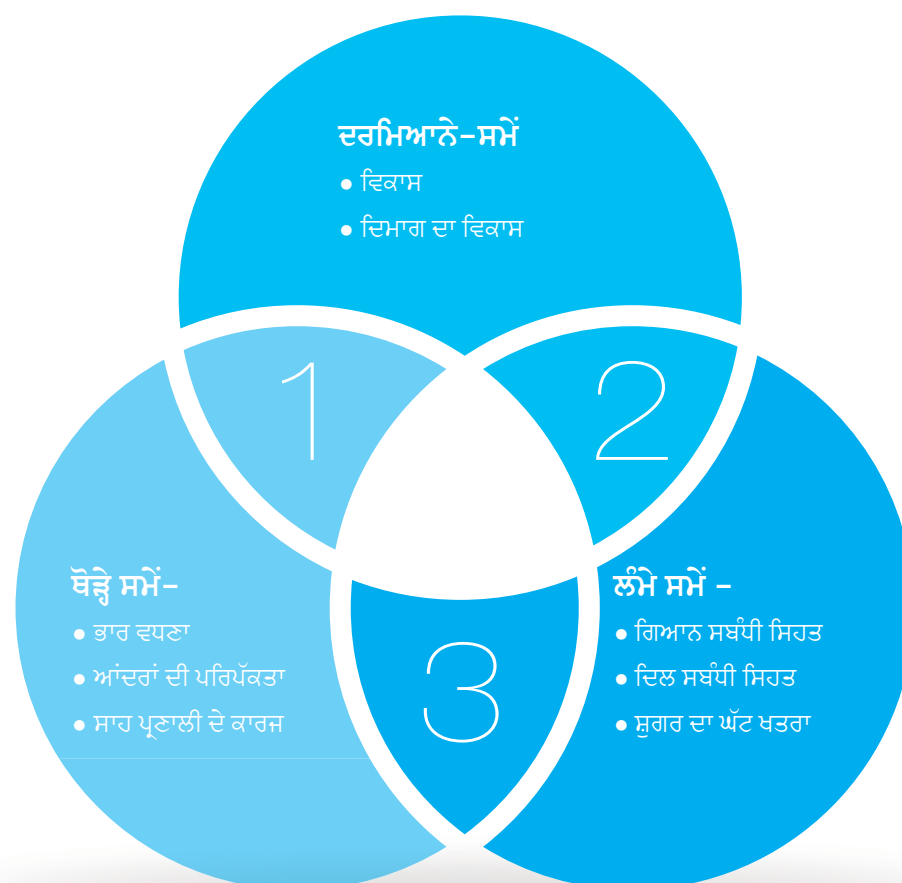 ਦਰਮਿਆਨੇ–ਸਮੇਂ
● ਵਿਕਾਸ
● ਦਿਮਾਗ ਦਾ ਵਿਕਾਸ
1
2
ਥੋੜ੍ਹੇ ਸਮੇਂ–
● ਭਾਰ ਵਧਣਾ
● ਆਂਦਰਾਂ ਦੀ ਪਰਿਪੱਕਤਾ
● ਸਾਹ ਪ੍ਰਣਾਲੀ ਦੇ ਕਾਰਜ
3
ਲੰਮੇ ਸਮੇਂ –
● ਗਿਆਨ ਸਬੰਧੀ ਸਿਹਤ
● ਦਿਲ ਸਬੰਧੀ ਸਿਹਤ
● ਸ਼ੁਗਰ ਦਾ ਘੱਟ ਖਤਰਾ